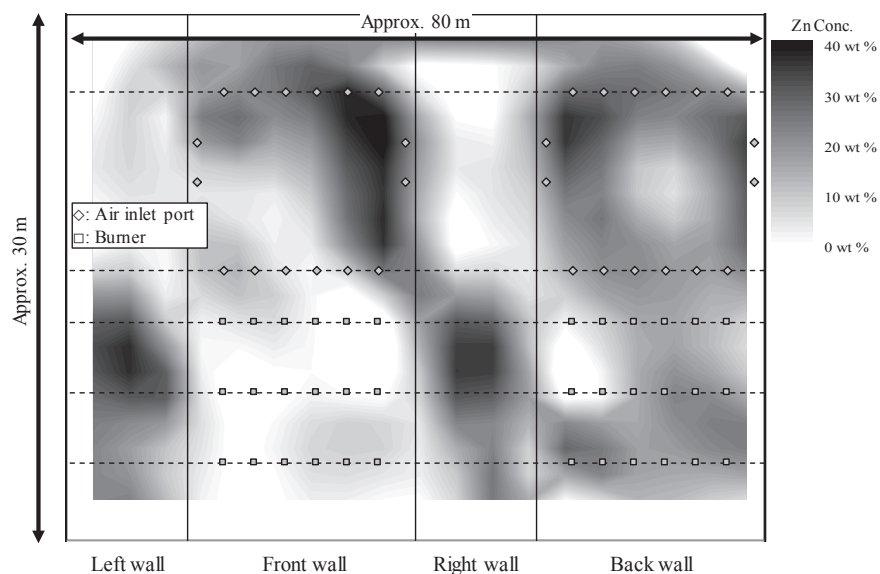 Approx. 80 m
Zn Conc.
40 wt %
30 wt %
20 wt %
10 wt %
0 wt %
Approx. 30 m
◇: Air inlet port
□: Burner
Left wall
Front wall
Right wall
Back wall